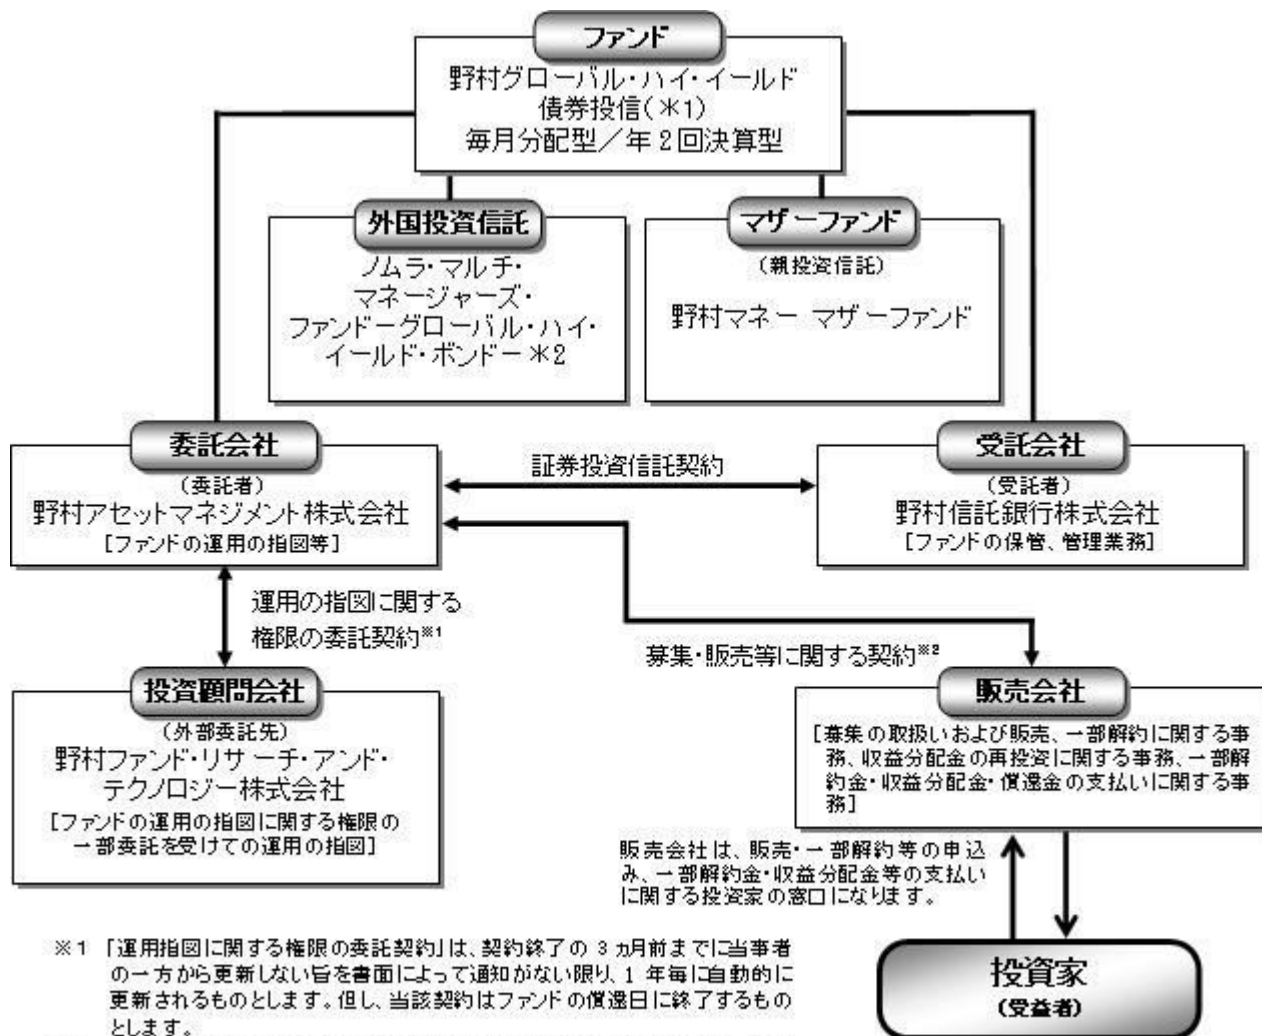 ファンド
野村グローバル・ハイ・イールド
債券投信(＊1)
毎月分配型／年2回決算型
外国投資信託
ノムラ・マルチ・
マネージャーズ・
ファンドーグローバル・ハイ・
イールド・ボンドー＊2
マザーファンド
(親投資信託)
野村マネー マザーファンド
委託会社
(委託者)
野村アセットマネジメント株式会社
[ファンドの運用の指図等]
証券投資信託契約
受託会社
(受託者)
野村信託銀行株式会社
[ファンドの保管、管理業務]
運用の指図に関する
権限の委託契約※1
募集・販売等に関する契約※2
投資顧問会社
(外部委託先)
野村ファンド・リサーチ・アンド・
テクノロジー株式会社
[ファンドの運用の指図に関する権限の
一部委託を受けての運用の指図]
販売会社
[募集の取扱いおよび販売、一部解約に関する事
務、収益分配金の再投資に関する事務、一部解
約金・収益分配金・償還金の支払いに関する事
務]
販売会社は、販売・一部解約等の申込
み、一部解約金・収益分配金等の支払い
に関する投資家の窓口になります。
投資家
(受益者)
※1 「運用指図に関する権限の委託契約」は、契約終了の3ヵ月前までに当事者
の一方から更新しない旨を書面によって通知がない限り、1年毎に自動的に
更新されるものとします。但し、当該契約はファンドの償還日に終了するもの
とします。